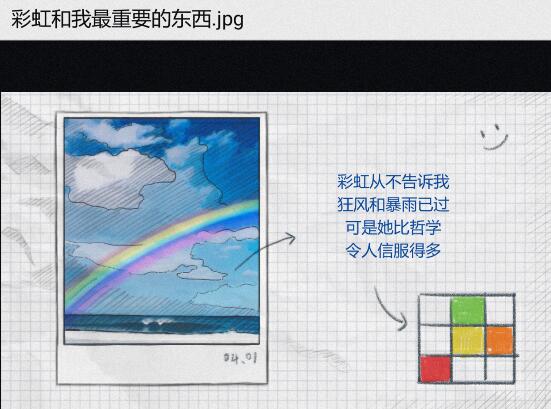 彩虹和我最重要的东西.jpg
彩虹从不告诉我
狂风和暴雨已过
可是她比哲学
令人信服得多
04.01